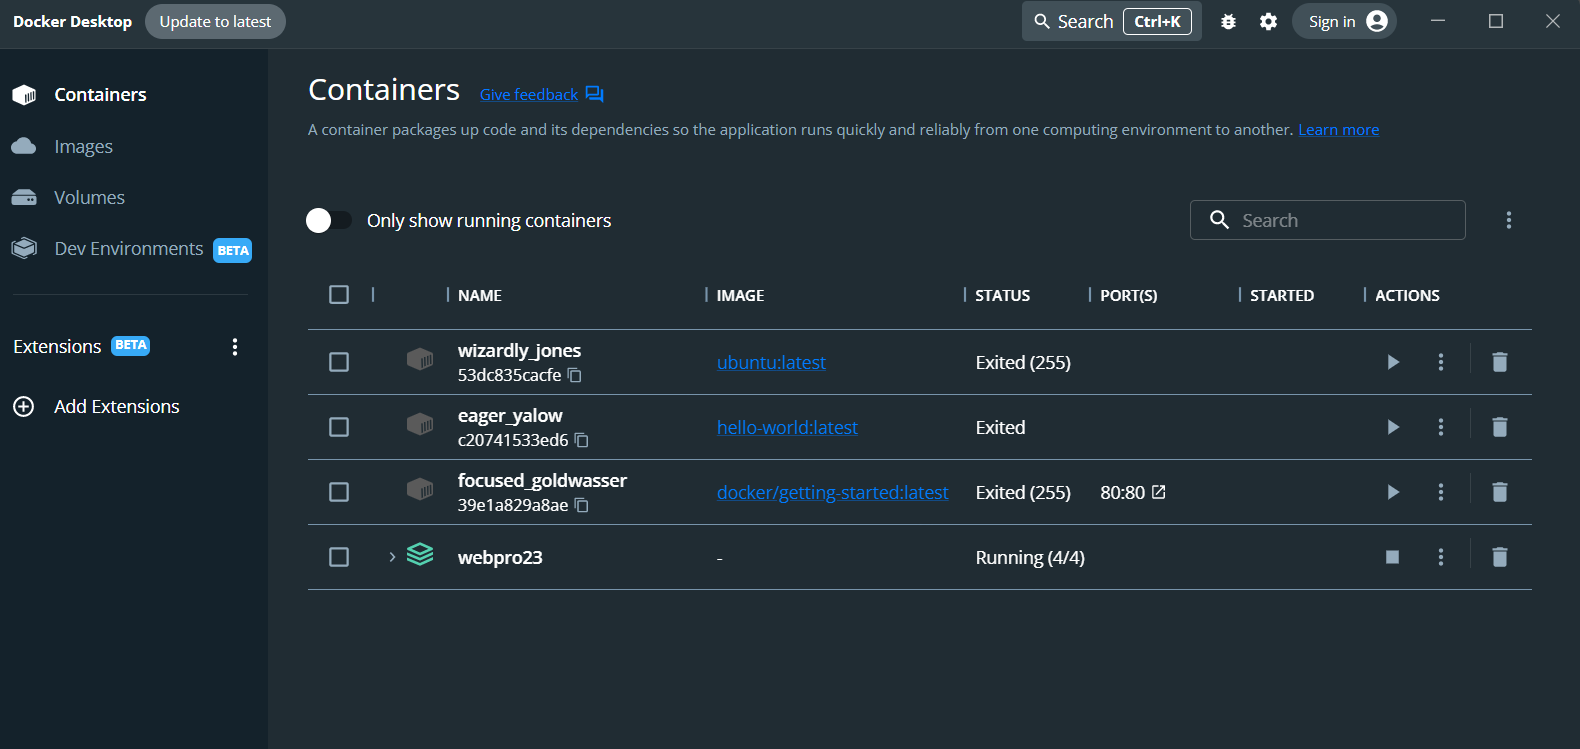 Docker Desktop Update to latest Search Ctrl+K Sign in
Containers
Images
Volumes
Dev Environments BETA
Extensions BETA
Add Extensions
Containers Give feedback
A container packages up code and its dependencies so the application runs quickly and reliably from one computing environment to another. Learn more
Only show running containers Search
NAME IMAGE STATUS PORT(S) STARTED ACTIONS
wizardly_jones
53dc835cacfe ubuntu:latest Exited (255)
eager_yalow
c20741533ed6 hello-world:latest Exited
focused_goldwasser
39e1a829a8ae docker/getting-started:latest Exited (255) 80:80
webpro23 - Running (4/4)